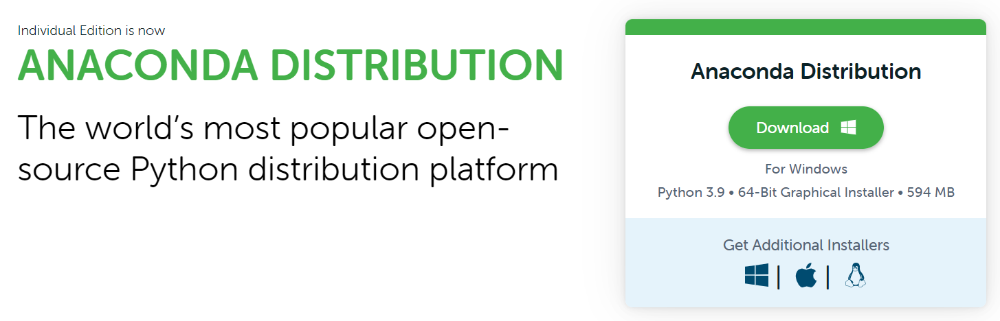 Individual Edition is now
ANACONDA DISTRIBUTION
The world’s most popular open-
source Python distribution platform
Anaconda Distribution
Download
For Windows
Python 3.9 • 64-Bit Graphical Installer • 594 MB
Get Additional Installers
| |